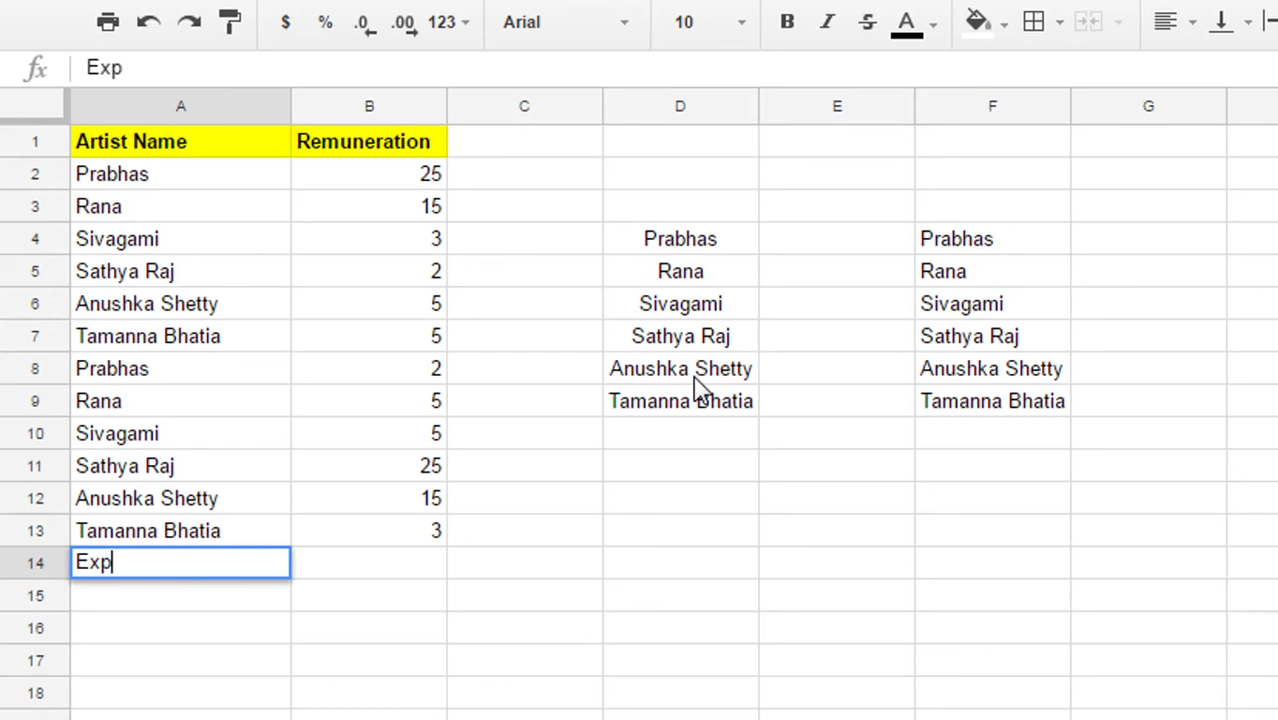 $ % .0 .00 123 Arial 10 B I S A
fx Exp
A B C D E F G
1 Artist Name Remuneration
2 Prabhas 25
3 Rana 15
4 Sivagami 3 Prabhas Prabhas
5 Sathya Raj 2 Rana Rana
6 Anushka Shetty 5 Sivagami Sivagami
7 Tamanna Bhatia 5 Sathya Raj Sathya Raj
8 Prabhas 2 Anushka Shetty Anushka Shetty
9 Rana 5 Tamanna Bhatia Tamanna Bhatia
10 Sivagami 5
11 Sathya Raj 25
12 Anushka Shetty 15
13 Tamanna Bhatia 3
14 Exp
15
16
17
18